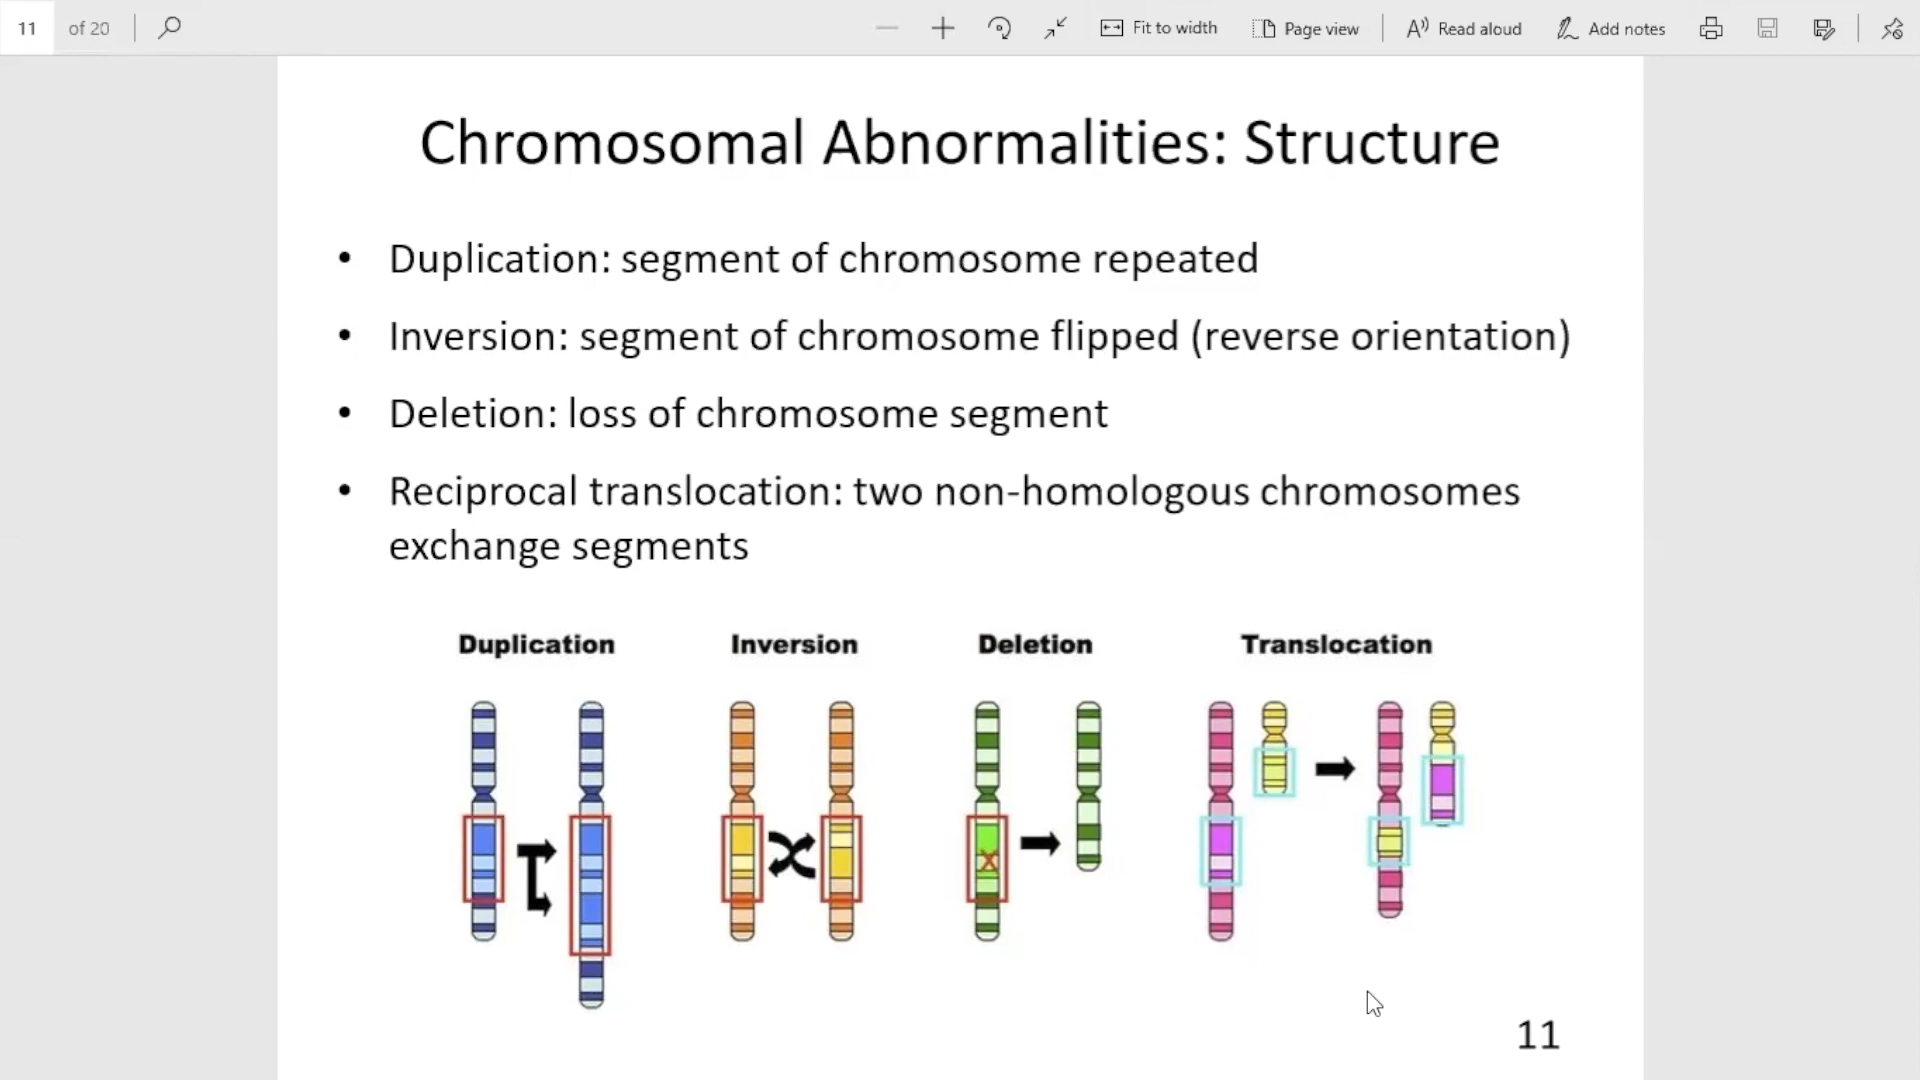 11 of 20 Fit to width Page view Read aloud Add notes
Chromosomal Abnormalities: Structure
• Duplication: segment of chromosome repeated
• Inversion: segment of chromosome flipped (reverse orientation)
• Deletion: loss of chromosome segment
• Reciprocal translocation: two non-homologous chromosomes
exchange segments
Duplication Inversion Deletion Translocation
X
11